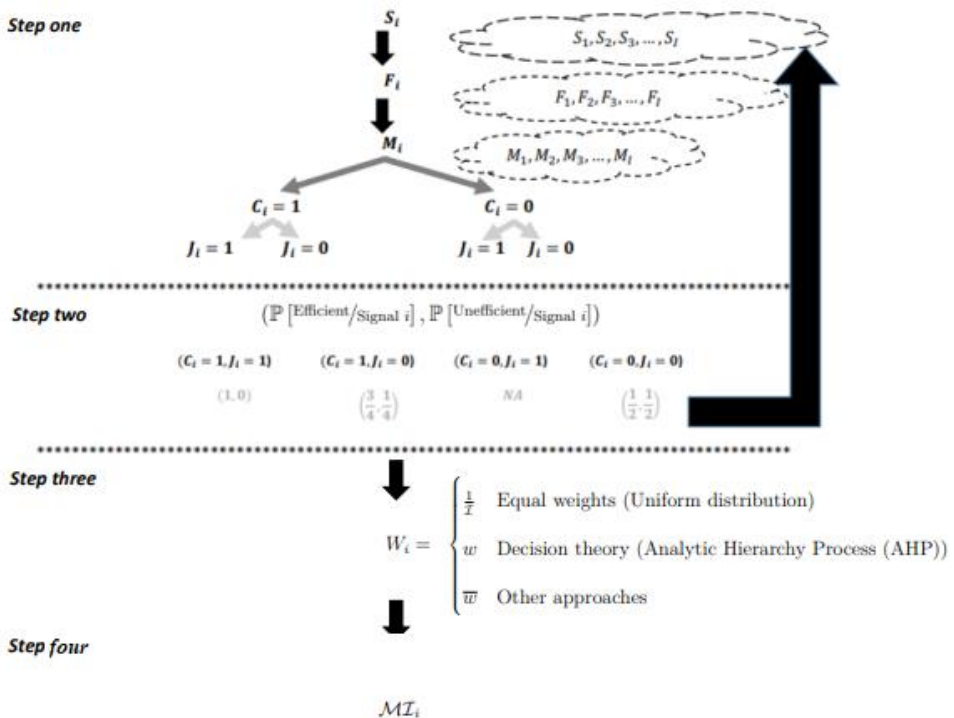 Step one
S_i
S_1, S_2, S_3, ..., S_I
F_i
F_1, F_2, F_3, ..., F_I
M_i
M_1, M_2, M_3, ..., M_I
C_i = 1 C_i = 0
J_i = 1 J_i = 0 J_i = 1 J_i = 0
Step two (ℙ [Efficient/Signal i], ℙ [Unefficient/Signal i])
(C_i = 1, J_i = 1) (C_i = 1, J_i = 0) (C_i = 0, J_i = 1) (C_i = 0, J_i = 0)
(1, 0) (3/4, 1/4) NA (1/2, 1/2)
Step three
1/ℐ Equal weights (Uniform distribution)
W_i = { w Decision theory (Analytic Hierarchy Process (AHP))
w̅ Other approaches
Step four
ℳℐ_i